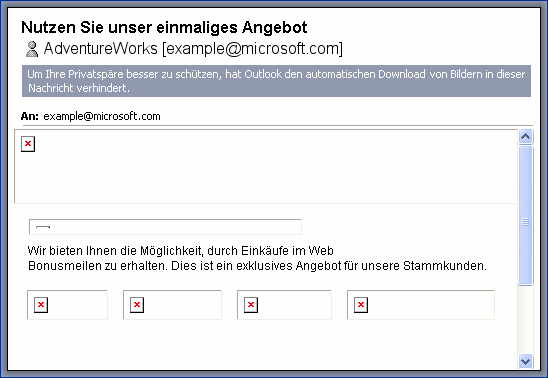 Nutzen Sie unser einmaliges Angebot
AdventureWorks [example@microsoft.com]
Um Ihre Privatspäre besser zu schützen, hat Outlook den automatischen Download von Bildern in dieser
Nachricht verhindert.
An: example@microsoft.com
Wir bieten Ihnen die Möglichkeit, durch Einkäufe im Web
Bonusmeilen zu erhalten. Dies ist ein exklusives Angebot für unsere Stammkunden.